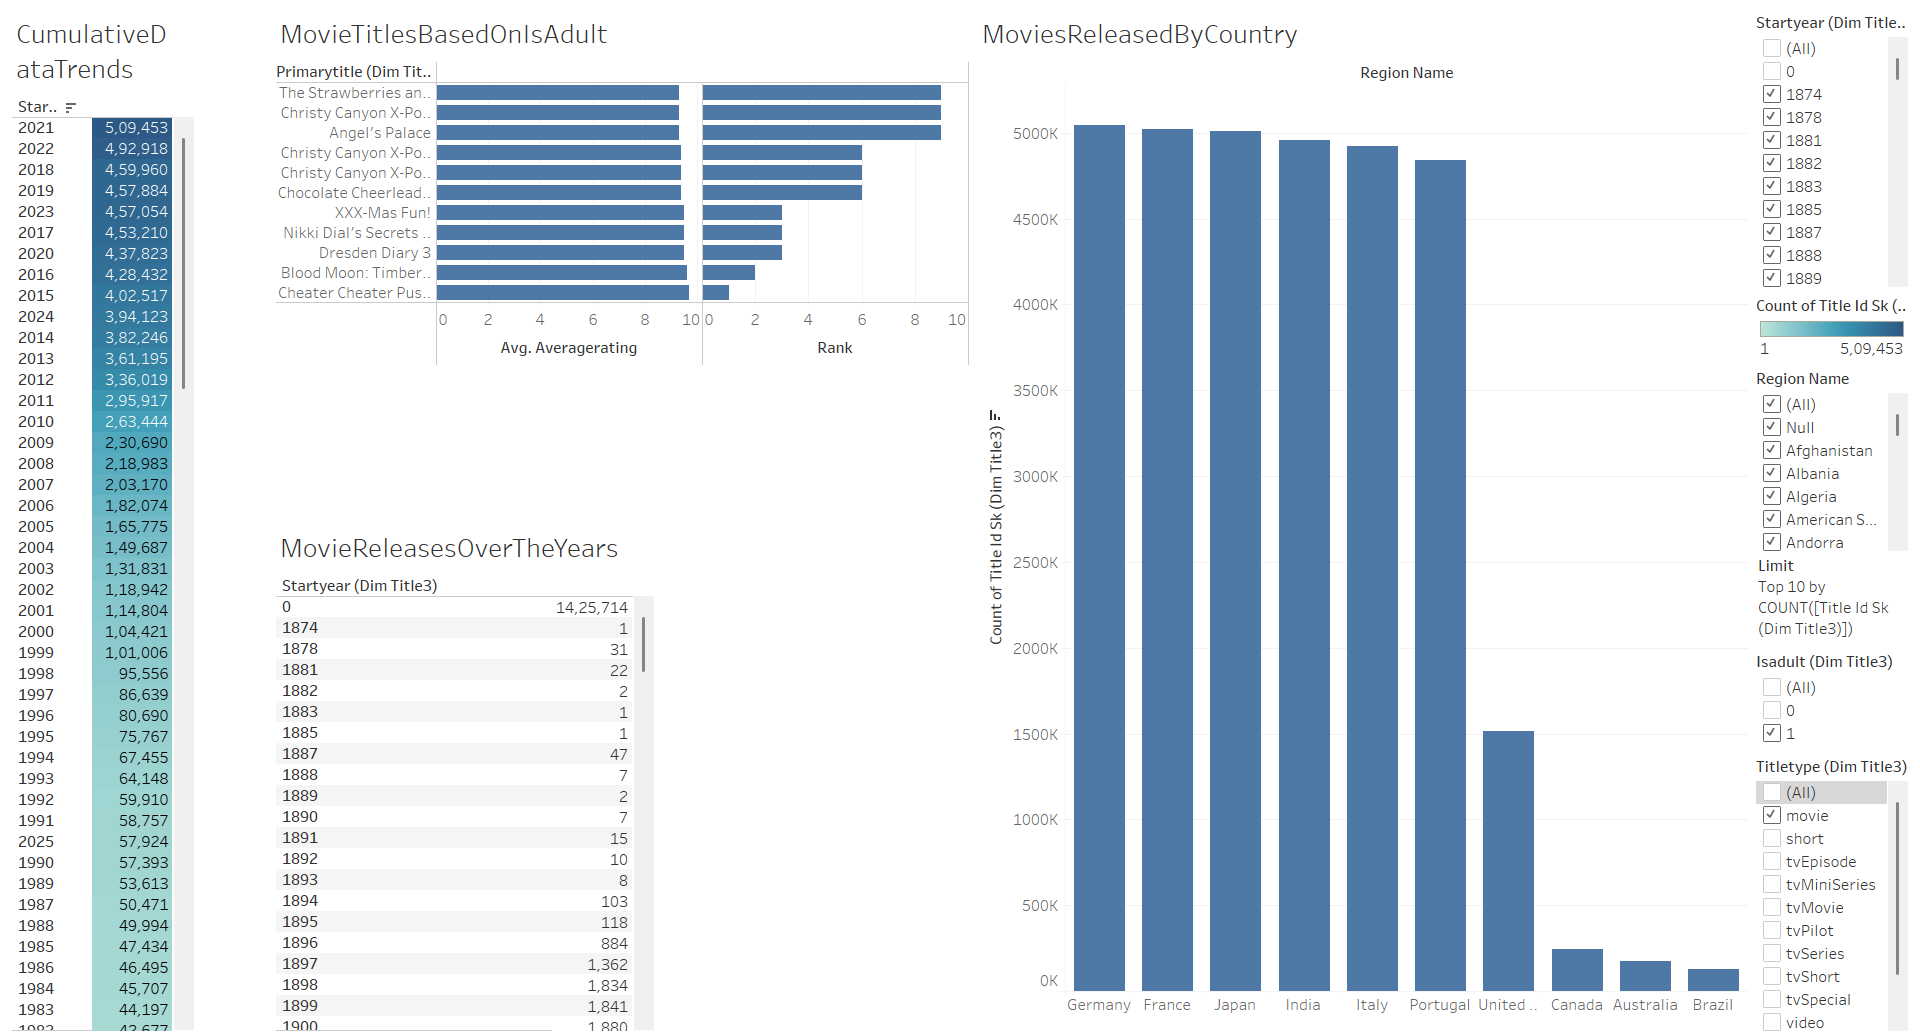 CumulativeD
ataTrends
Star..
2021 5,09,453
2022 4,92,918
2018 4,59,960
2019 4,57,884
2023 4,57,054
2017 4,53,210
2020 4,37,823
2016 4,28,432
2015 4,02,517
2024 3,94,123
2014 3,82,246
2013 3,61,195
2012 3,36,019
2011 2,95,917
2010 2,63,444
2009 2,30,690
2008 2,18,983
2007 2,03,170
2006 1,82,074
2005 1,65,775
2004 1,49,687
2003 1,31,831
2002 1,18,942
2001 1,14,804
2000 1,04,421
1999 1,01,006
1998 95,556
1997 86,639
1996 80,690
1995 75,767
1994 67,455
1993 64,148
1992 59,910
1991 58,757
2025 57,924
1990 57,393
1989 53,613
1987 50,471
1988 49,994
1985 47,434
1986 46,495
1984 45,707
1983 44,197
1982 42,677
MovieTitlesBasedOnIsAdult
Primarytitle (Dim Tit..
The Strawberries an..
Christy Canyon X-Po..
Angel's Palace
Christy Canyon X-Po..
Christy Canyon X-Po..
Chocolate Cheerlead..
XXX-Mas Fun!
Nikki Dial's Secrets ..
Dresden Diary 3
Blood Moon: Timber..
Cheater Cheater Pus..
0 2 4 6 8 10 0 2 4 6 8 10
Avg. Averagerating Rank
MovieReleasesOverTheYears
Startyear (Dim Title3)
0 14,25,714
1874 1
1878 31
1881 22
1882 2
1883 1
1885 1
1887 47
1888 7
1889 2
1890 7
1891 15
1892 10
1893 8
1894 103
1895 118
1896 884
1897 1,362
1898 1,834
1899 1,841
1900 1,880
MoviesReleasedByCountry
Region Name
Count of Title Id Sk (Dim Title3)
5000K
4500K
4000K
3500K
3000K
2500K
2000K
1500K
1000K
500K
0K
Germany France Japan India Italy Portugal United .. Canada Australia Brazil
Startyear (Dim Title..
(All)
0
1874
1878
1881
1882
1883
1885
1887
1888
1889
Count of Title Id Sk (..
1 5,09,453
Region Name
(All)
Null
Afghanistan
Albania
Algeria
American S...
Andorra
Limit
Top 10 by
COUNT([Title Id Sk
(Dim Title3)])
Isadult (Dim Title3)
(All)
0
1
Titletype (Dim Title3)
(All)
movie
short
tvEpisode
tvMiniSeries
tvMovie
tvPilot
tvSeries
tvShort
tvSpecial
video